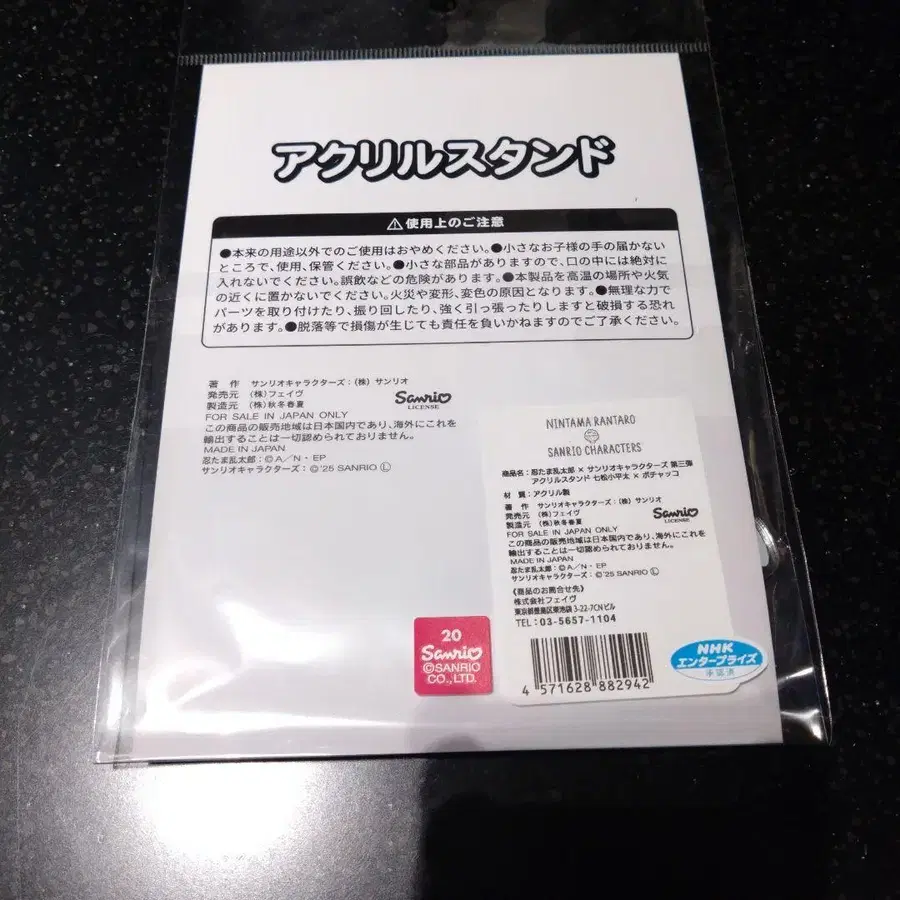 アクリルスタンド
⚠使用上のご注意
●本来の用途以外でのご使用はおやめください。●小さなお子様の手の届かない
ところで、使用、保管ください。●小さな部品がありますので、口の中には絶対に
入れないでください。誤飲などの危険があります。●本製品を高温の場所や火気
の近くに置かないでください。火災や変形、変色の原因となります。●無理な力で
パーツを取り付けたり、振り回したり、強く引っ張ったりしますと破損する恐れ
があります。●脱落等で損傷が生じても責任を負いかねますのでご了承ください。
著 作 サンリオキャラクターズ:(株) サンリオ
発売元 (株)フェイヴ
製造元 (株)秋冬春夏
Sanrio
LICENSE
FOR SALE IN JAPAN ONLY
この商品の販売地域は日本国内であり、海外にこれを
輸出することは一切認められておりません。
MADE IN JAPAN
忍たま乱太郎:©A/N・EP
サンリオキャラクターズ:©'25 SANRIO Ⓛ
NINTAMA RANTARO
SANRIO CHARACTERS
商品名:忍たま乱太郎 × サンリオキャラクターズ 第三弾
アクリルスタンド 七松小平太 × ポチャッコ
材 質:アクリル製
著 作 サンリオキャラクターズ:(株) サンリオ
発売元 (株)フェイヴ
製造元 (株)秋冬春夏
Sanrio
LICENSE
FOR SALE IN JAPAN ONLY
この商品の販売地域は日本国内であり、海外にこれを
輸出することは一切認められておりません。
MADE IN JAPAN
忍たま乱太郎:©A/N・EP
サンリオキャラクターズ:©'25 SANRIO Ⓛ
《商品のお問合せ先》
株式会社フェイヴ
東京都豊島区東池袋 3-22-7CNビル
TEL:03-5657-1104
4 571628 882942
20
Sanrio
©SANRIO
CO.,LTD.
NHK
エンタープライズ
承認済